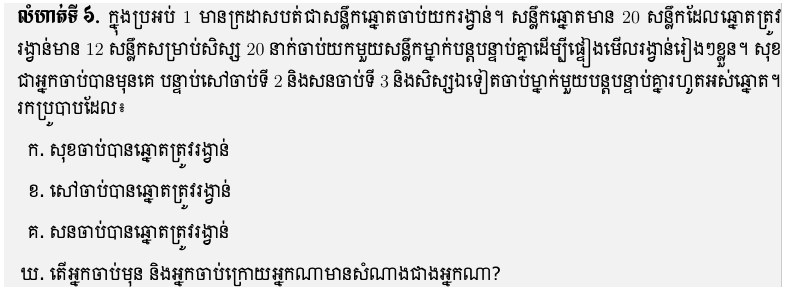 លំហាត់ទី ៦. ក្នុងប្រអប់ 1 មានក្រដាសបត់ជាសន្លឹកឆ្នោតចាប់យករង្វាន់។ សន្លឹកឆ្នោតមាន 20 សន្លឹកដែលឆ្នោតត្រូវ
រង្វាន់មាន 12 សន្លឹកសម្រាប់សិស្ស 20 នាក់ចាប់យកមួយសន្លឹកម្នាក់បន្តបន្ទាប់គ្នាដើម្បីផ្ទៀងមើលរង្វាន់រៀងៗខ្លួន។ សុខ
ជាអ្នកចាប់បានមុនគេ បន្ទាប់សៅចាប់ទី 2 និងសនចាប់ទី 3 និងសិស្សឯទៀតចាប់ម្នាក់មួយបន្តបន្ទាប់គ្នារហូតអស់ឆ្នោត។
រកប្រូបាបដែល៖
ក. សុខចាប់បានឆ្នោតត្រូវរង្វាន់
ខ. សៅចាប់បានឆ្នោតត្រូវរង្វាន់
គ. សនចាប់បានឆ្នោតត្រូវរង្វាន់
ឃ. តើអ្នកចាប់មុន និងអ្នកចាប់ក្រោយអ្នកណាមានសំណាងជាងអ្នកណា?